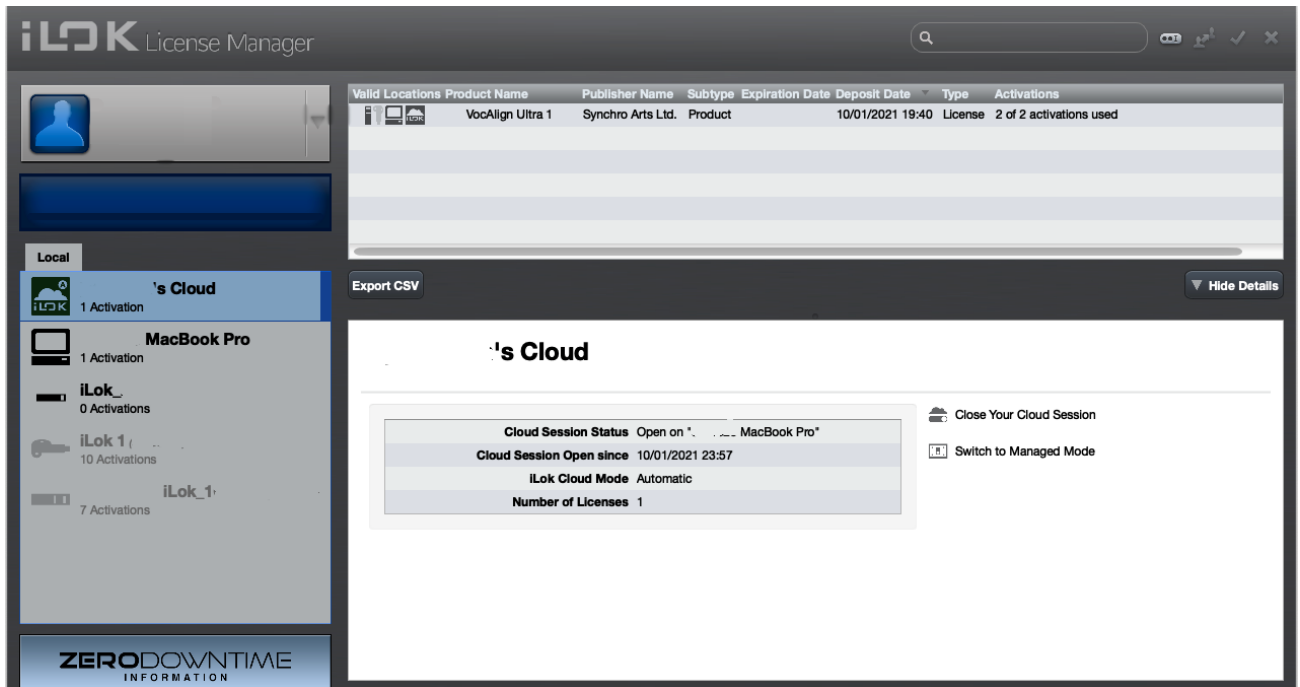 iLOK License Manager
Valid Locations Product Name Publisher Name Subtype Expiration Date Deposit Date Type Activations
VocAlign Ultra 1 Synchro Arts Ltd. Product 10/01/2021 19:40 License 2 of 2 activations used
Local
's Cloud
1 Activation
MacBook Pro
1 Activation
iLok_
0 Activations
iLok 1
10 Activations
iLok_1
7 Activations
ZERODOWNTIME
INFORMATION
Export CSV
Hide Details
's Cloud
Cloud Session Status Open on " MacBook Pro"
Cloud Session Open since 10/01/2021 23:57
iLok Cloud Mode Automatic
Number of Licenses 1
Close Your Cloud Session
Switch to Managed Mode